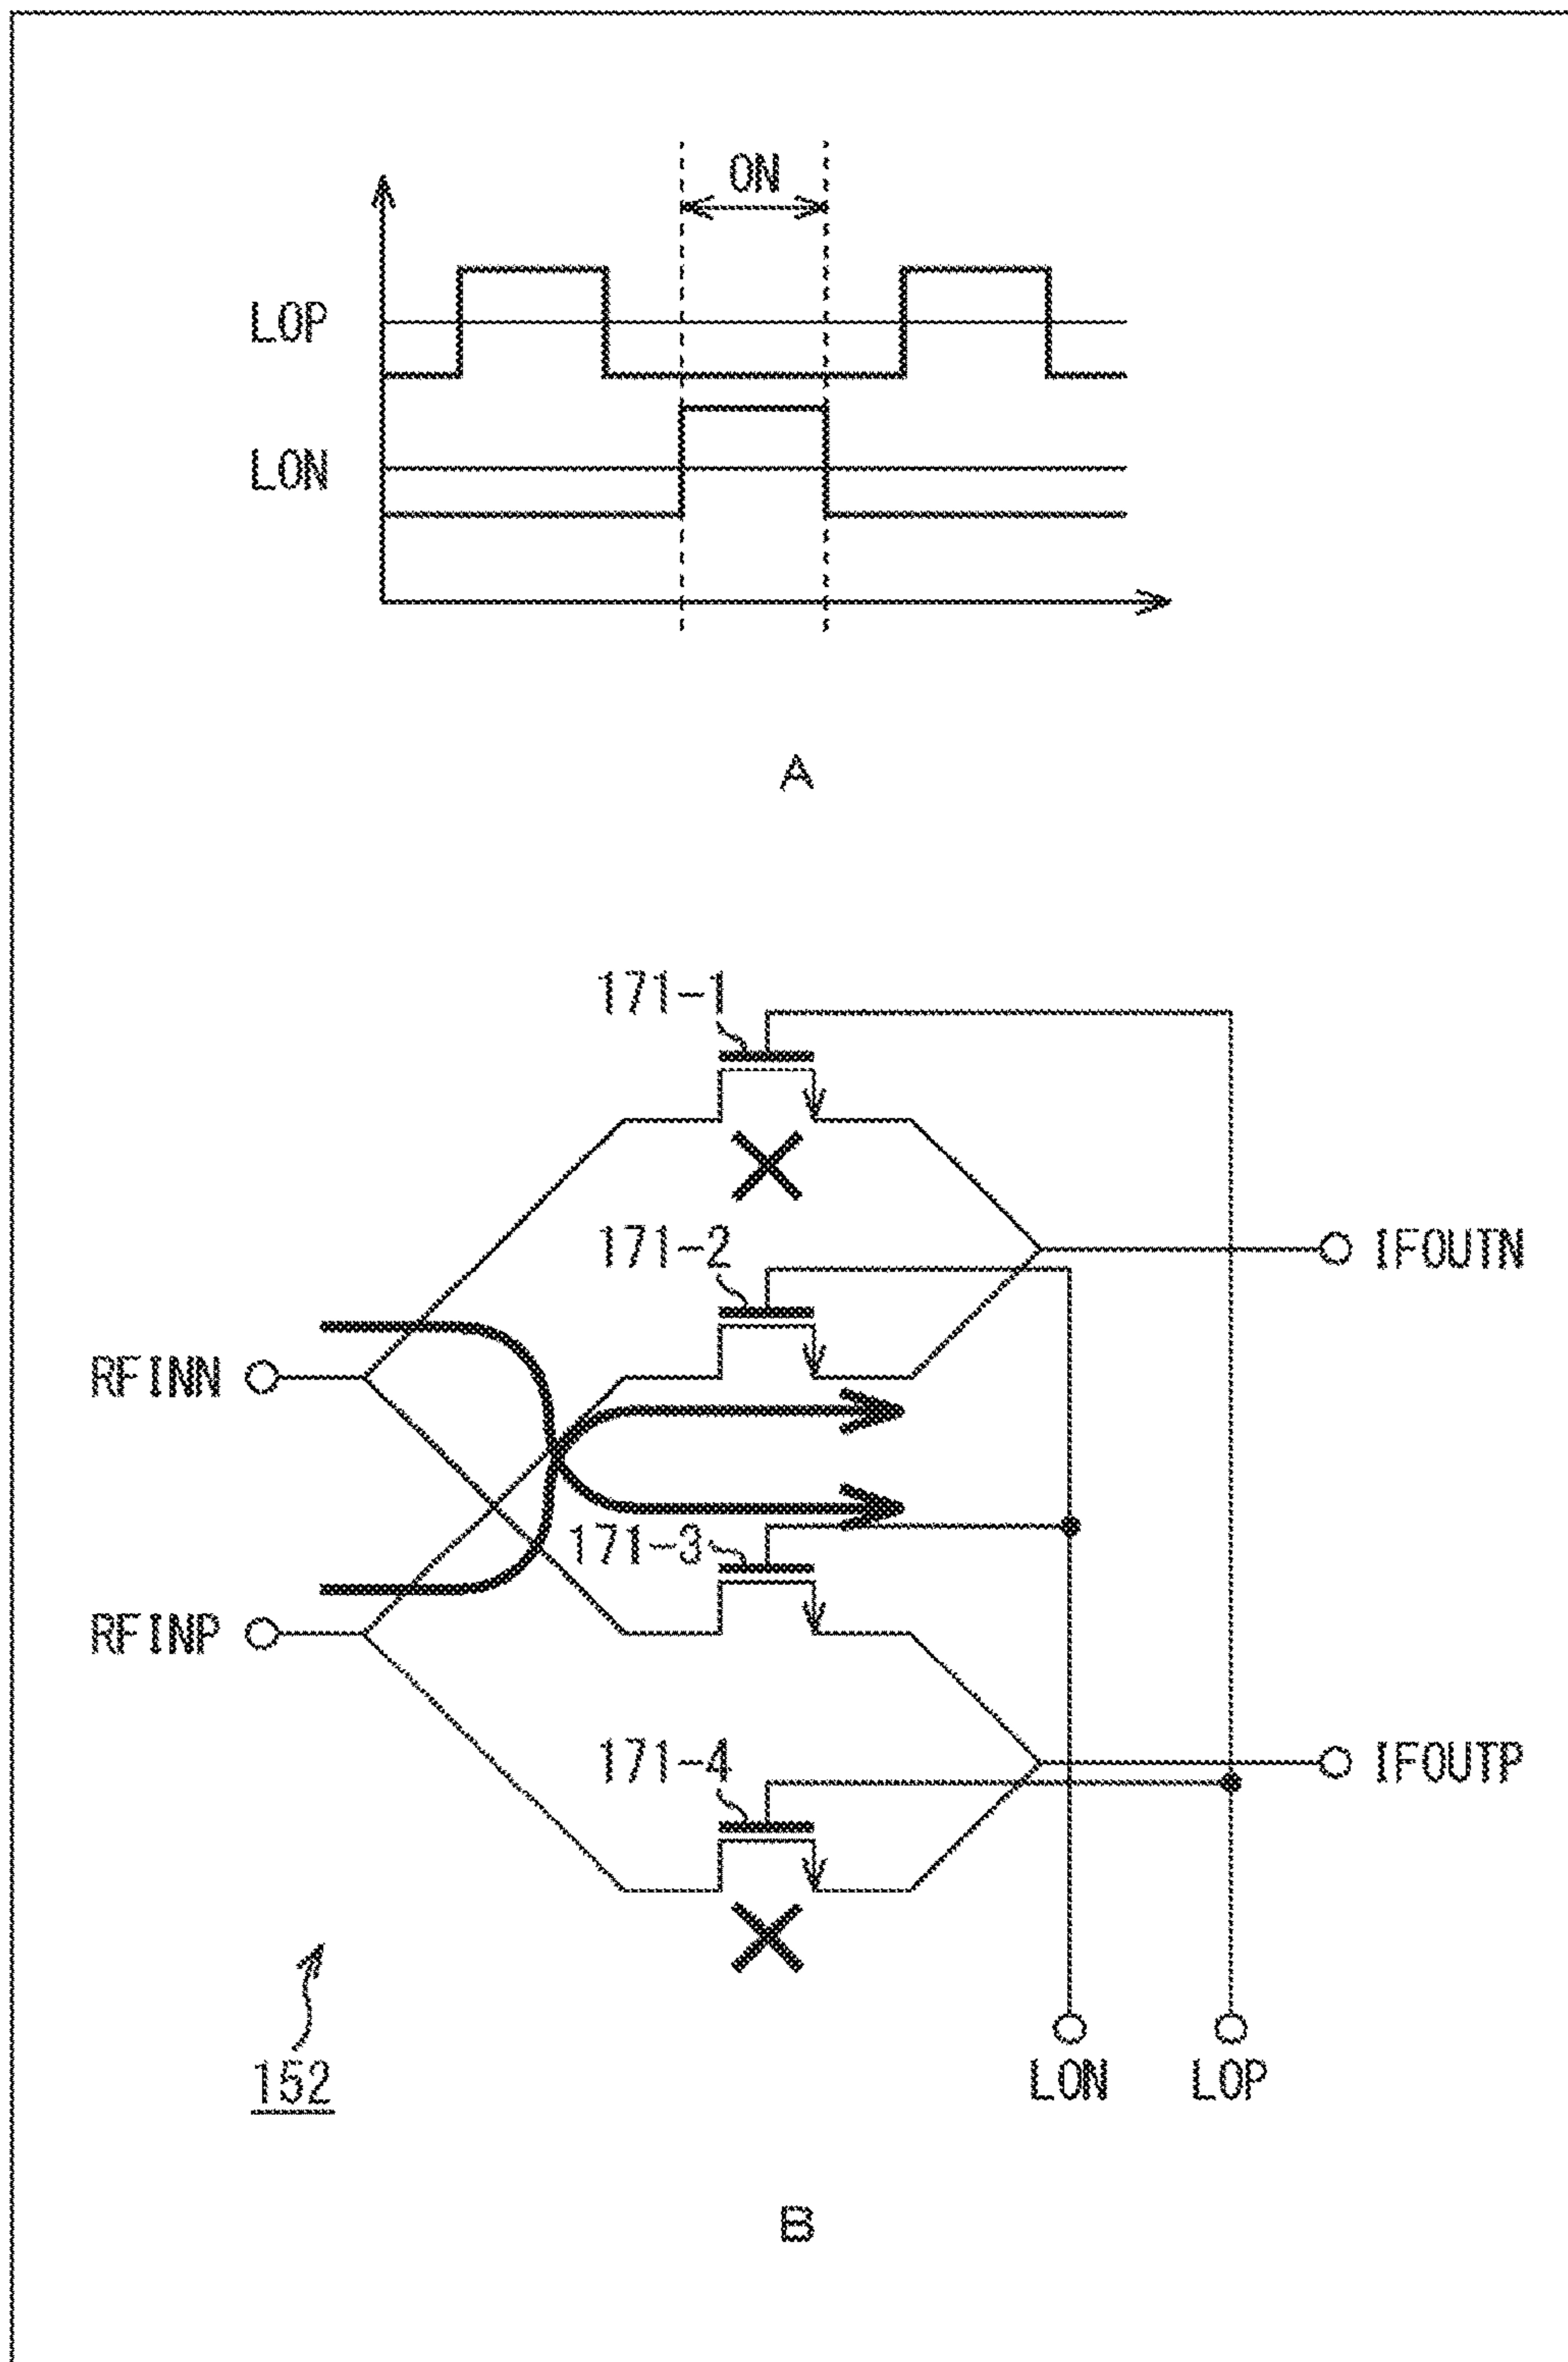 ON
LOP
LON
A
171-1
171-2
IFOUTN
RFINN
171-3
RFINP
171-4
IFOUTP
152
LON LOP
B